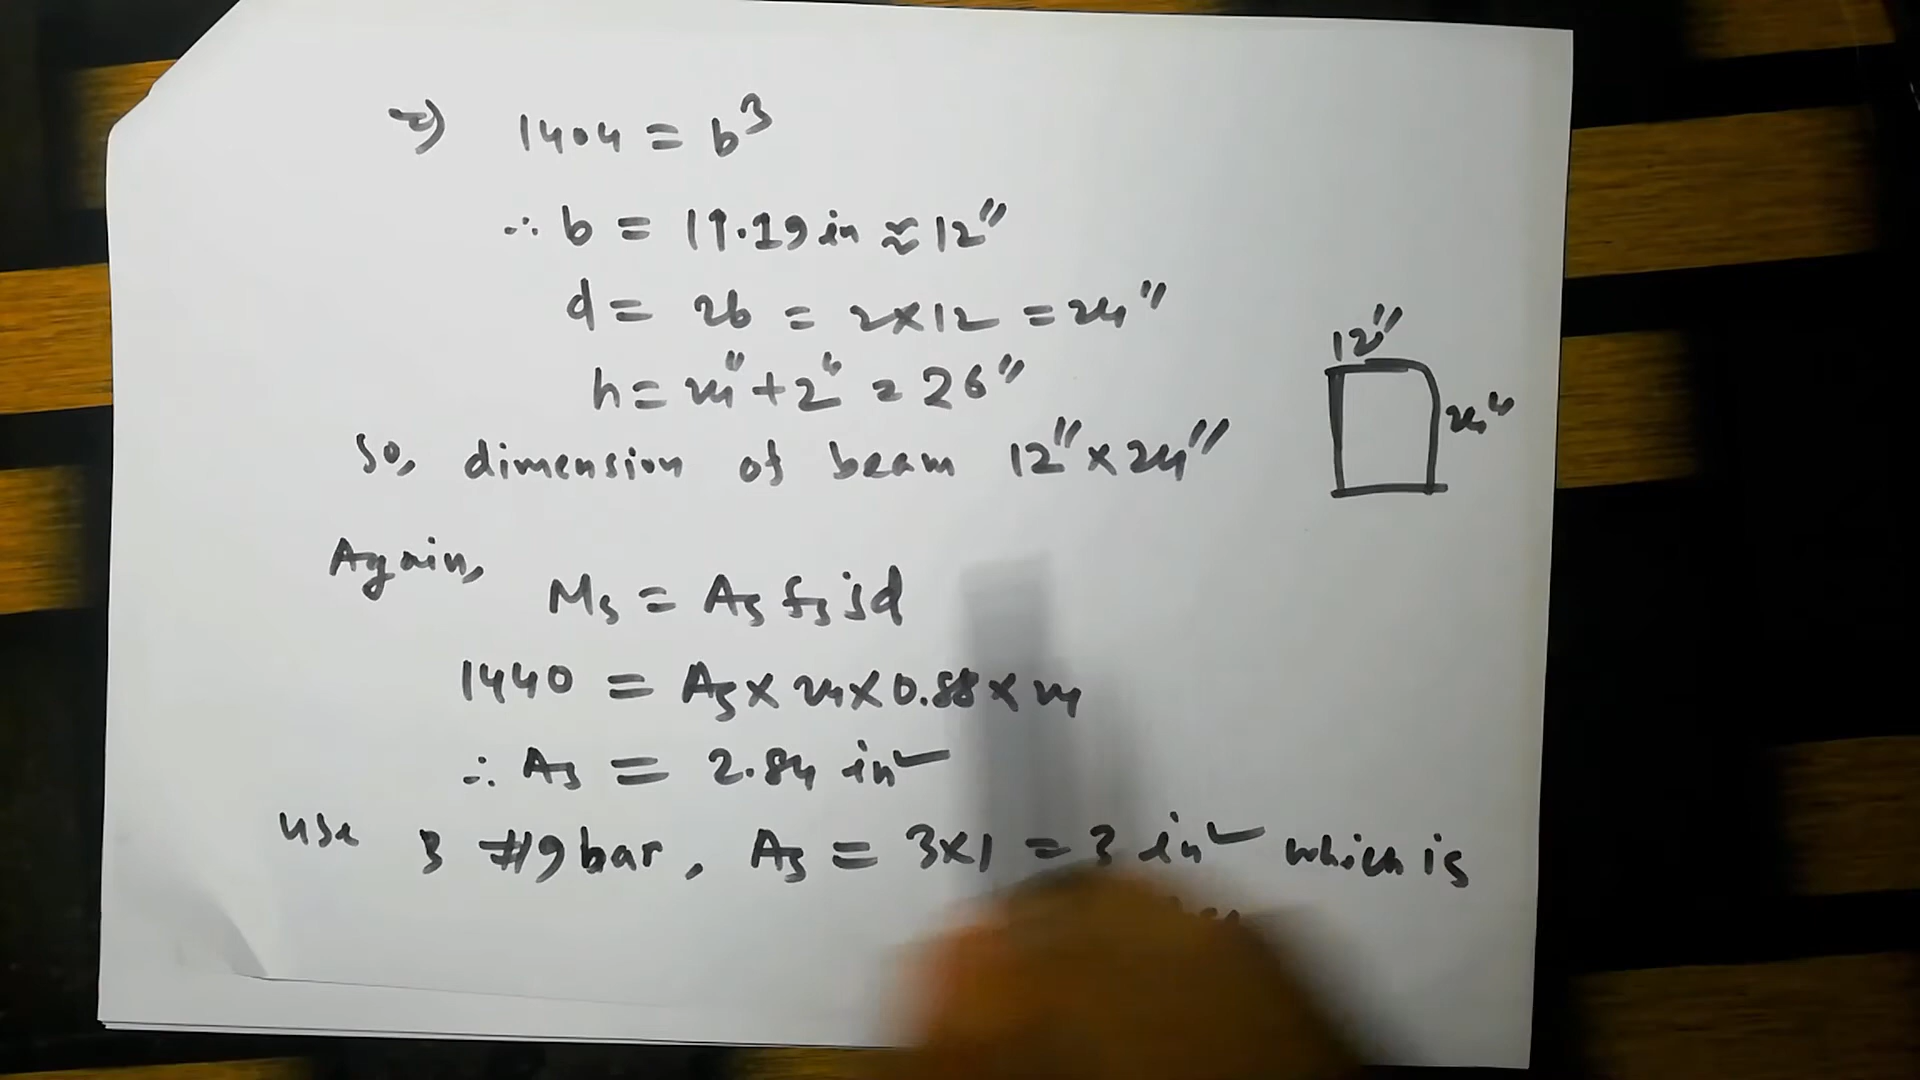 ⇒ 1404 = b³
∴ b = 11.19 in ≈ 12"
d = 2b = 2×12 = 24"
h = 24" + 2" = 26"
12"
24"
So, dimension of beam 12" × 24"
Again,
Ms = As fs jd
1440 = As × 24 × 0.88 × 24
∴ As = 2.84 in²
use 3 #9 bar, As = 3×1 = 3 in² which is